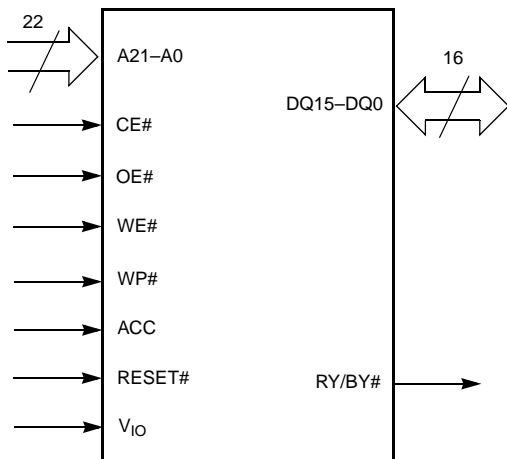 22
A21–A0
16
DQ15–DQ0
CE#
OE#
WE#
WP#
ACC
RESET#
RY/BY#
VIO